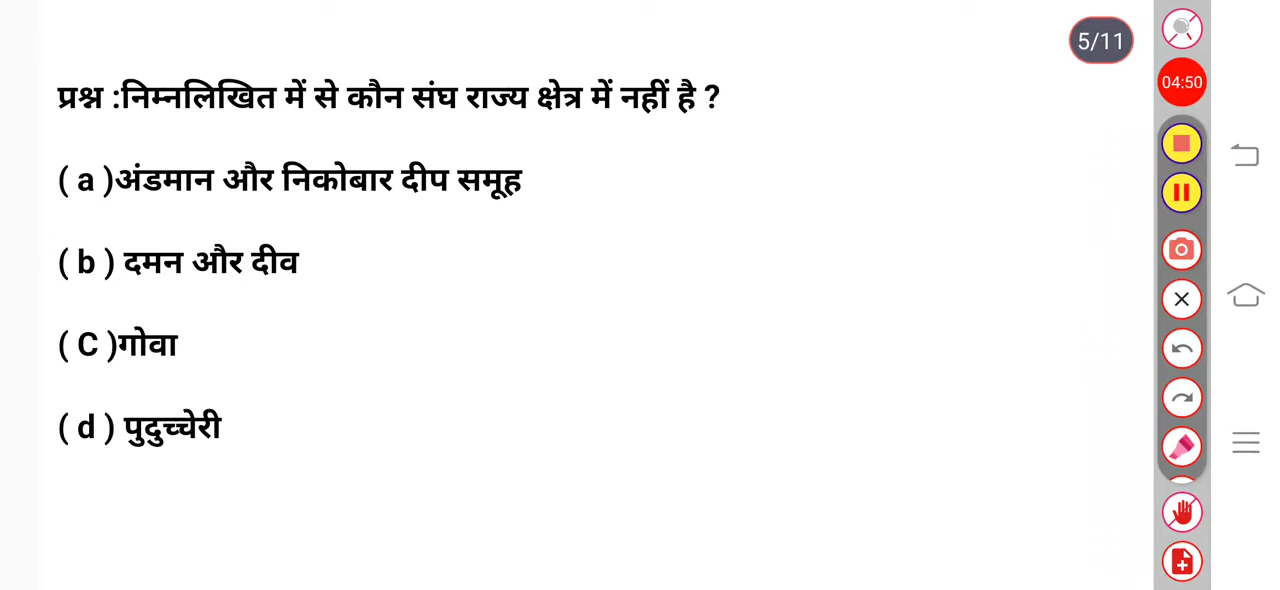 5/11
04:50
प्रश्न :निम्नलिखित में से कौन संघ राज्य क्षेत्र में नहीं है ?
( a )अंडमान और निकोबार दीप समूह
( b ) दमन और दीव
( C )गोवा
( d ) पुदुच्चेरी